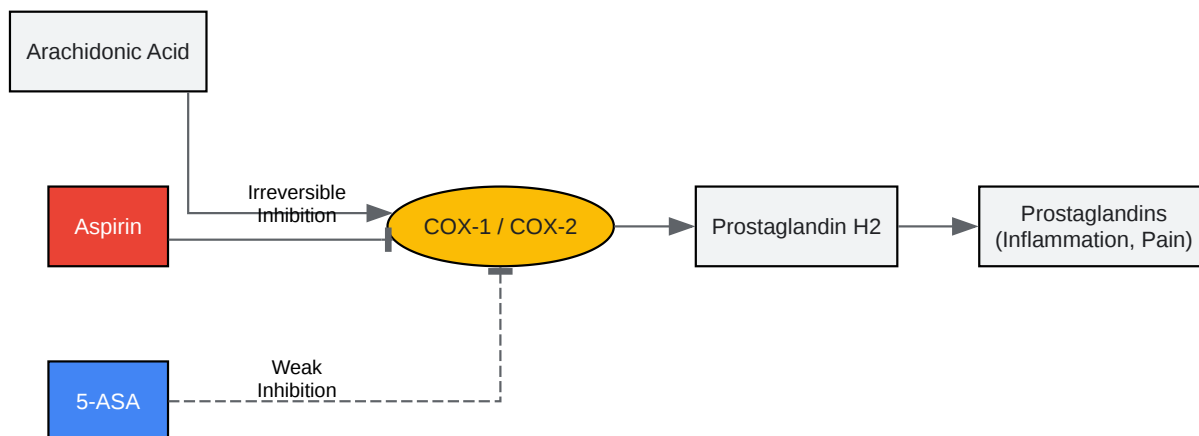 Arachidonic Acid
Irreversible
Inhibition
Aspirin
COX-1 / COX-2
Prostaglandin H2
Prostaglandins
(Inflammation, Pain)
Weak
Inhibition
5-ASA